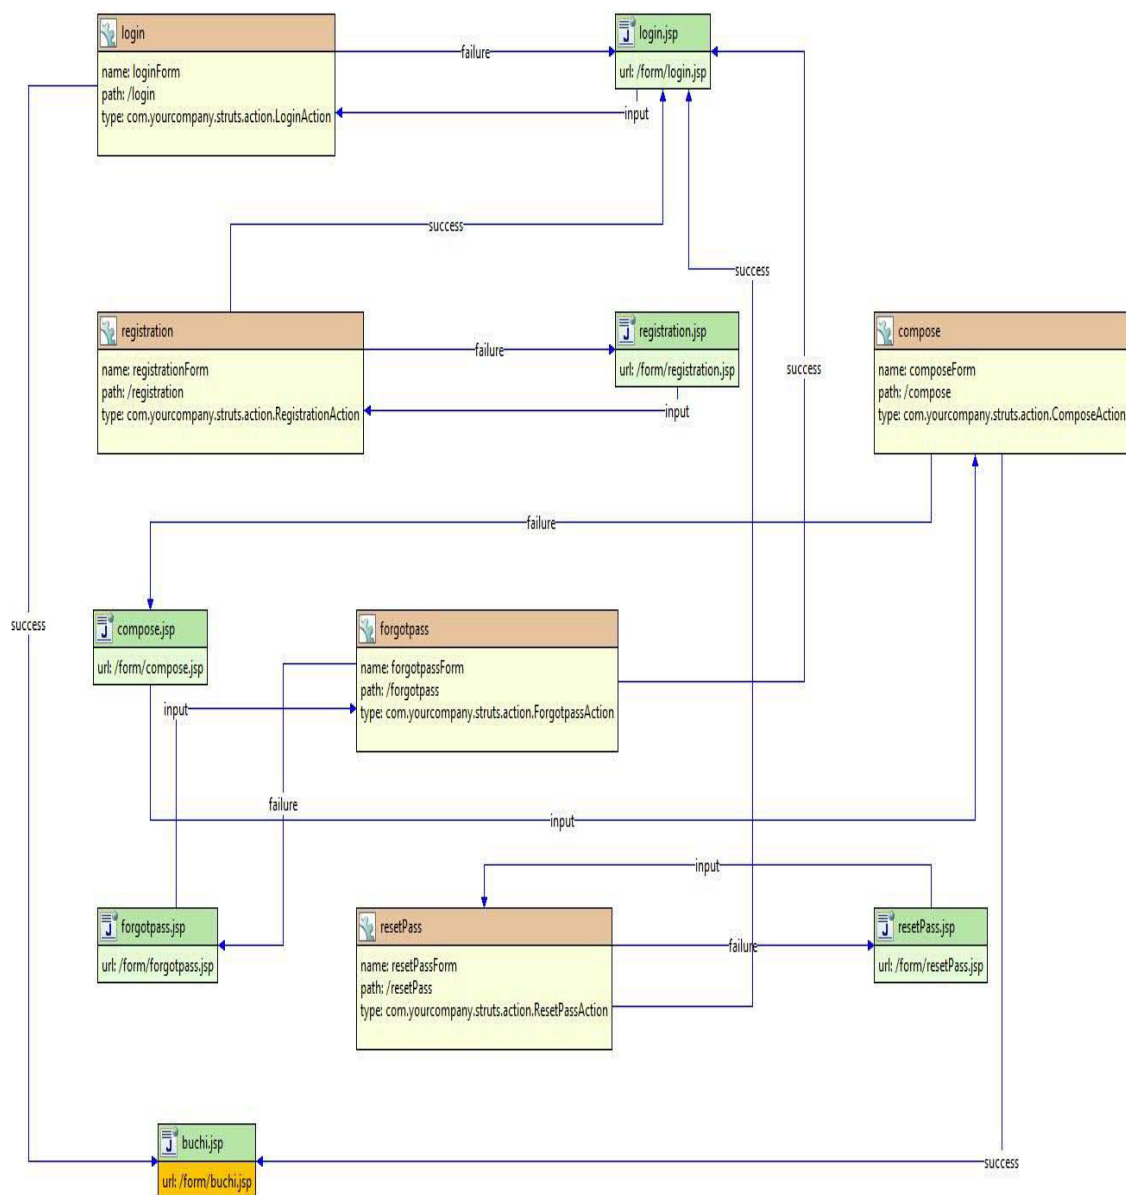 login
name: loginForm
path: /login
type: com.yourcompany.struts.action.LoginAction
failure
login.jsp
url: /form/login.jsp
input
success
success
registration
name: registrationForm
path: /registration
type: com.yourcompany.struts.action.RegistrationAction
failure
registration.jsp
url: /form/registration.jsp
input
success
compose
name: composeForm
path: /compose
type: com.yourcompany.struts.action.ComposeAction
failure
success
compose.jsp
url: /form/compose.jsp
forgotpass
name: forgotpassForm
path: /forgotpass
type: com.yourcompany.struts.action.ForgotpassAction
input
failure
input
input
forgotpass.jsp
url: /form/forgotpass.jsp
resetPass
name: resetPassForm
path: /resetPass
type: com.yourcompany.struts.action.ResetPassAction
failure
resetPass.jsp
url: /form/resetPass.jsp
buchi.jsp
url: /form/buchi.jsp
success